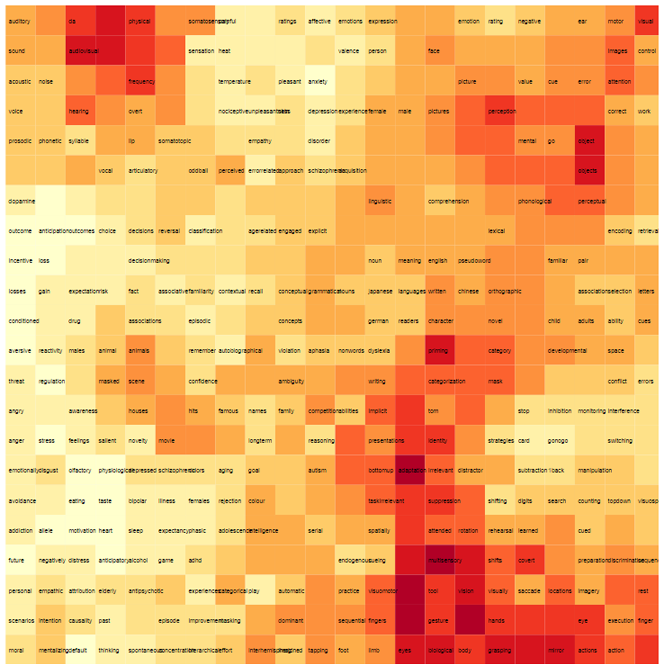 auditory physical ratings affective emotions expression emotion rating negative ear motor visual
sound audiovisual sensation heat valence person face images control
acoustic noise frequency temperature pleasant anxiety picture value cue error attention
voice hearing overt nociceptive unpleasantness depression experience female male pictures perception correct work
prosodic phonetic syllable lip somatotopic empathy disorder mental go object
vocal articulatory oddball perceived errorrelated approach schizophrenia objects
dopamine linguistic comprehension phonological perceptual
outcome anticipation outcomes choice decisions reversal classification agerelated engaged explicit lexical encoding retrieval
incentive loss decisionmaking noun meaning english pseudoword familiar pair
losses gain expectation risk fact associative familiarity contextual recall conceptual grammatical nouns japanese languages written chinese orthographic association selection letters
conditioned drug associations episodic concepts german readers character novel child adults ability cues
aversive reactivity males animal animals remember autobiographical violation aphasia nonwords dyslexia priming category developmental space
threat regulation masked scene confidence ambiguity writing categorization mask conflict errors
angry awareness houses hits famous names family competition abilities implicit tom stop inhibition monitoring interference
anger stress feelings salient novelty movie longterm reasoning presentations identity strategies card gonogo switching
emotionally disgust olfactory physiological depressed schizophrenic aging goal autism bottomup adaptation irrelevant distractor subtraction manipulation
avoidance eating taste bipolar illness females rejection colour taskirrelevant suppression shifting digits search counting topdown
addiction allele motivation heart sleep expectancy phasic adolescence intelligence serial spatially attended rotation rehearsal learned cued
future negatively distress anticipatory alcohol game adhd endogenous cueing multisensory shifts covert preparation discrimination
personal empathic attribution elderly antipsychotic experiences categorical play automatic practice visuomotor tool vision visually saccade locations imagery rest
scenarios intention causality past episode improvement masking dominant sequential fingers gesture hands eye execution finger
moral mentalizing default thinking spontaneous concentration hierarchical effort interhemispheric imagined tapping foot limb eyes biological body grasping mirror actions action